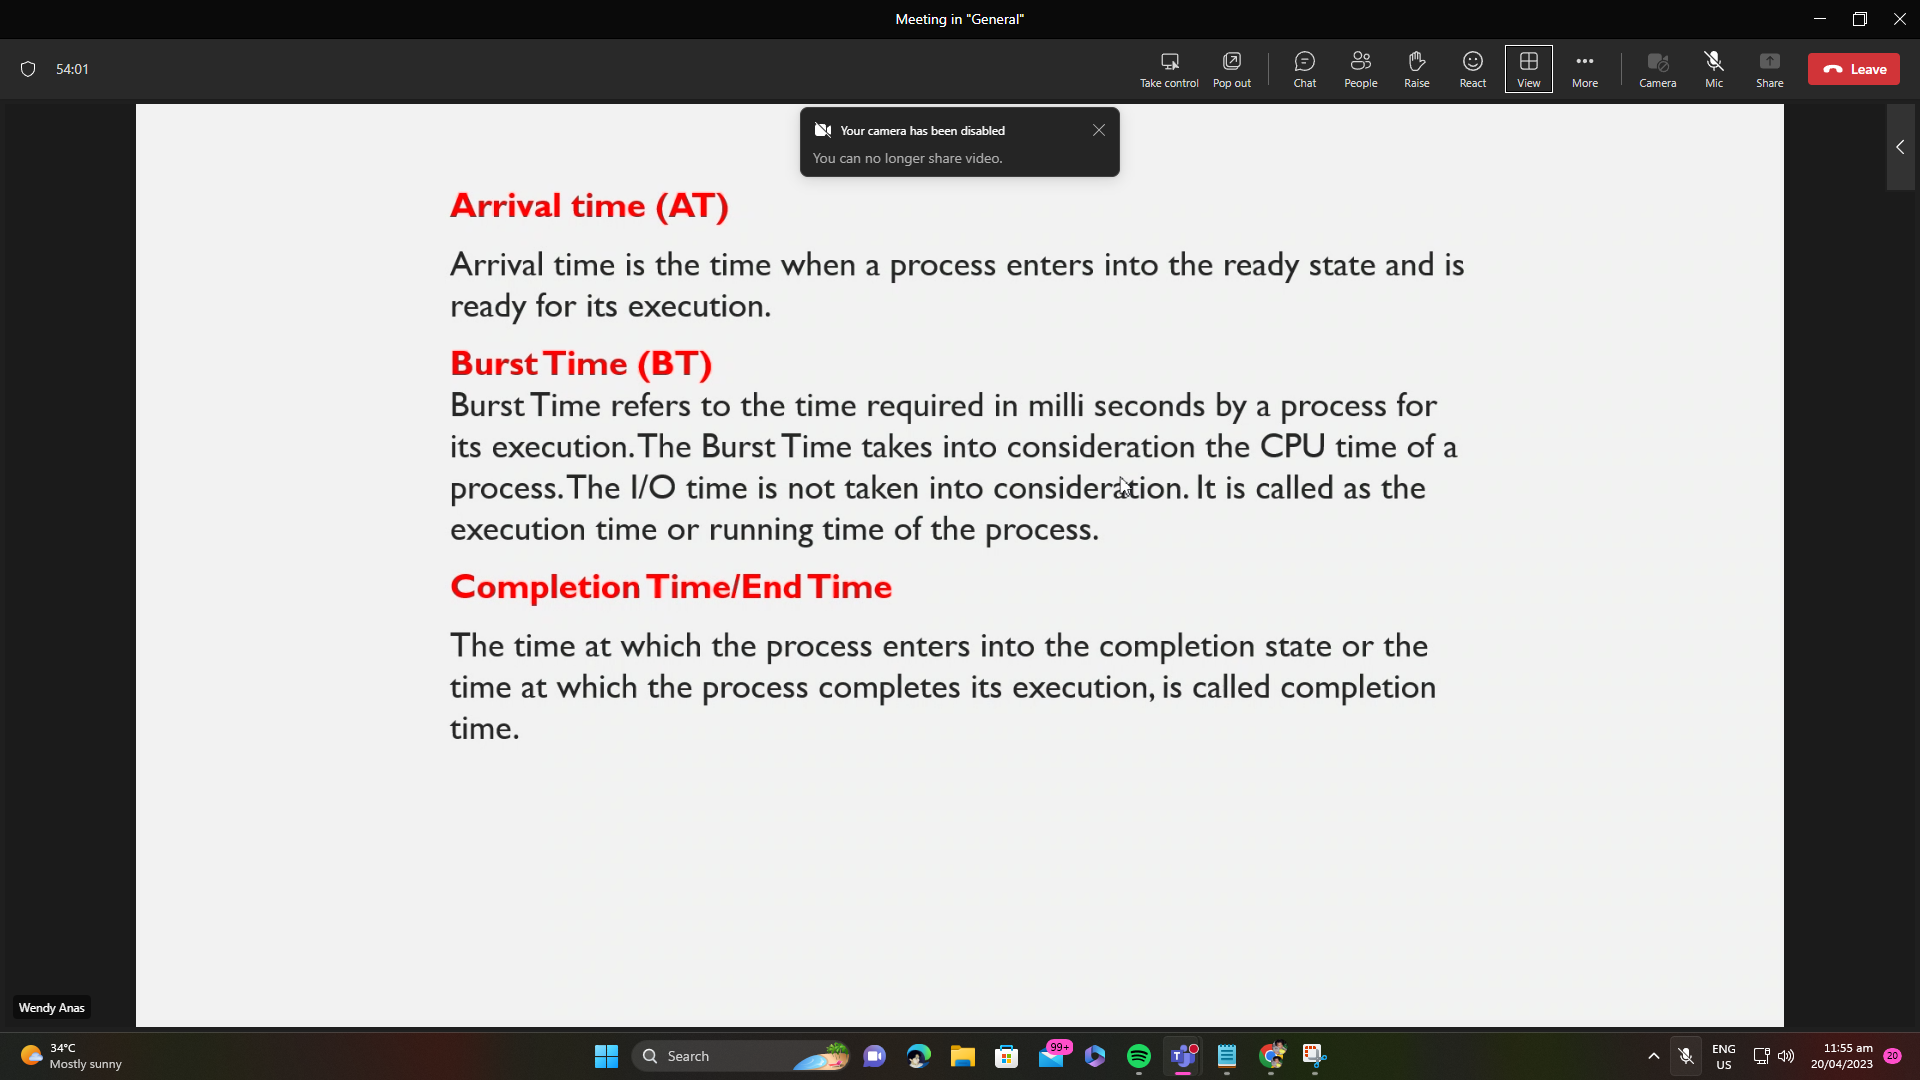 Meeting in "General"
54:01
Take control
Pop out
Chat
People
Raise
React
View
More
Camera
Mic
Share
Leave
Your camera has been disabled
You can no longer share video.
Arrival time (AT)
Arrival time is the time when a process enters into the ready state and is
ready for its execution.
Burst Time (BT)
Burst Time refers to the time required in milli seconds by a process for
its execution. The Burst Time takes into consideration the CPU time of a
process. The I/O time is not taken into consideration. It is called as the
execution time or running time of the process.
Completion Time/End Time
The time at which the process enters into the completion state or the
time at which the process completes its execution, is called completion
time.
Wendy Anas
34°C
Mostly sunny
Search
99+
ENG
US
11:55 am
20/04/2023
20